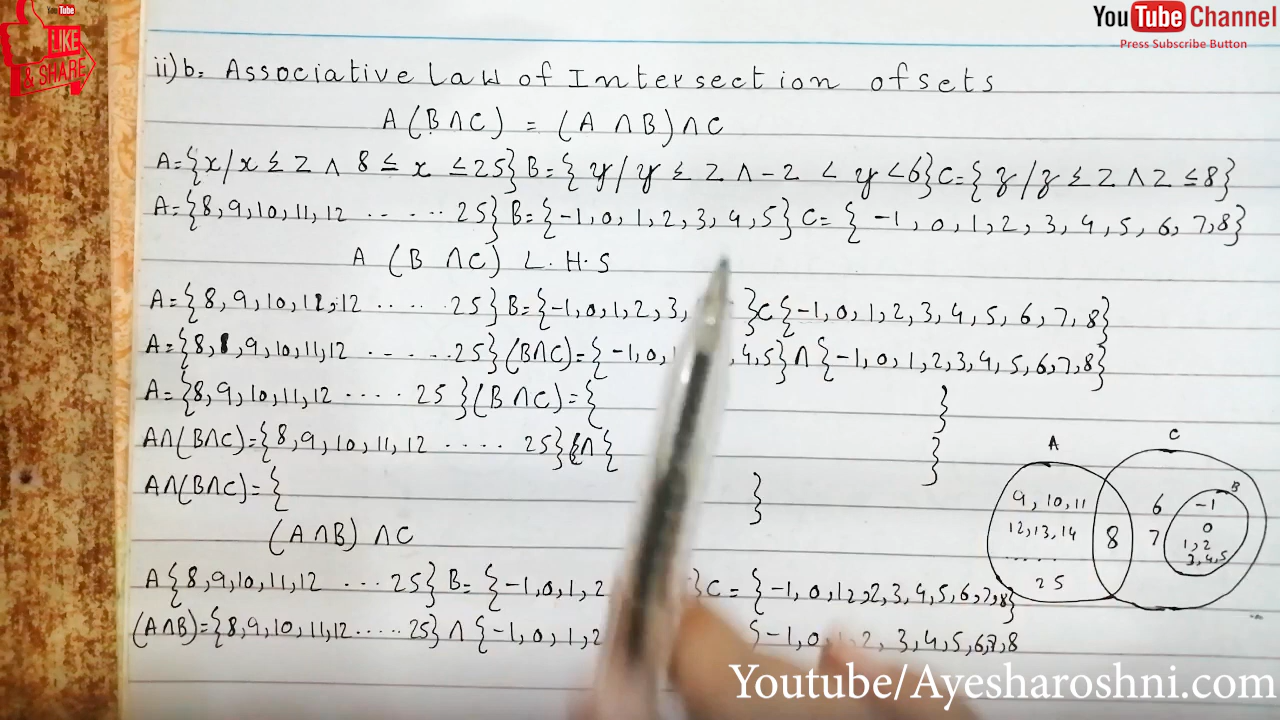 YouTube
LIKE
& SHARE
YouTube Channel
Press Subscribe Button
ii) b. Associative Law of Intersection of sets
A (B ∩ C) = (A ∩ B) ∩ C
A = {x / x ≤ Z ∧ 8 ≤ x ≤ 25} B = {y / y ≤ Z ∧ -2 < y < 6} C = {z / z ≤ Z ∧ Z ≤ 8}
A = {8, 9, 10, 11, 12 ..... 25} B = {-1, 0, 1, 2, 3, 4, 5} C = {-1, 0, 1, 2, 3, 4, 5, 6, 7, 8}
A (B ∩ C) L.H.S
A = {8, 9, 10, 11, 12 ..... 25} B = {-1, 0, 1, 2, 3, } C {-1, 0, 1, 2, 3, 4, 5, 6, 7, 8}
A = {8, 9, 10, 11, 12 ..... 25} (B ∩ C) = {-1, 0, 4, 5} ∩ {-1, 0, 1, 2, 3, 4, 5, 6, 7, 8}
A = {8, 9, 10, 11, 12 .... 25} (B ∩ C) = { }
A ∩ (B ∩ C) = {8, 9, 10, 11, 12 .... 25} ∩ { }
A ∩ (B ∩ C) = { }
(A ∩ B) ∩ C
A {8, 9, 10, 11, 12 ... 25} B = {-1, 0, 1, 2 } C = {-1, 0, 1, 2, 3, 4, 5, 6, 7, 8}
(A ∩ B) = {8, 9, 10, 11, 12 ..... 25} ∩ {-1, 0, 1, 2 {-1, 0, 1, 2, 3, 4, 5, 6, 7, 8
A C
B
9, 10, 11 6 -1
12, 13, 14 8 7 0
...... 1, 2
25 3, 4, 5
Youtube/Ayesharoshni.com